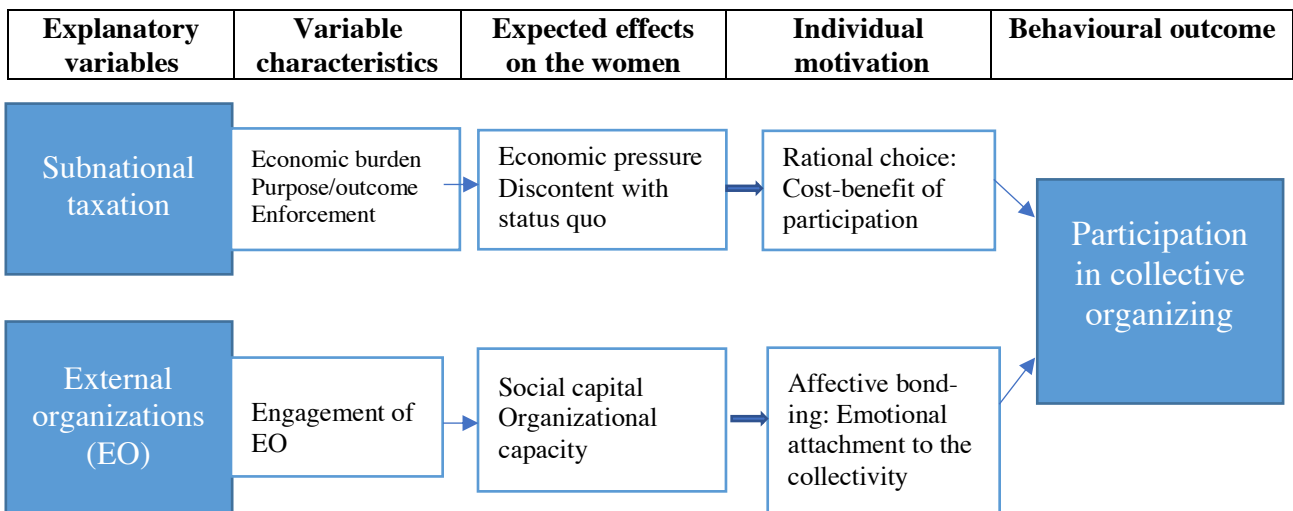 Explanatory
variables
Variable
characteristics
Expected effects
on the women
Individual
motivation
Behavioural outcome
Subnational
taxation
Economic burden
Purpose/outcome
Enforcement
Economic pressure
Discontent with
status quo
Rational choice:
Cost-benefit of
participation
Participation
in collective
organizing
External
organizations
(EO)
Engagement of
EO
Social capital
Organizational
capacity
Affective bond-
ing: Emotional
attachment to the
collectivity